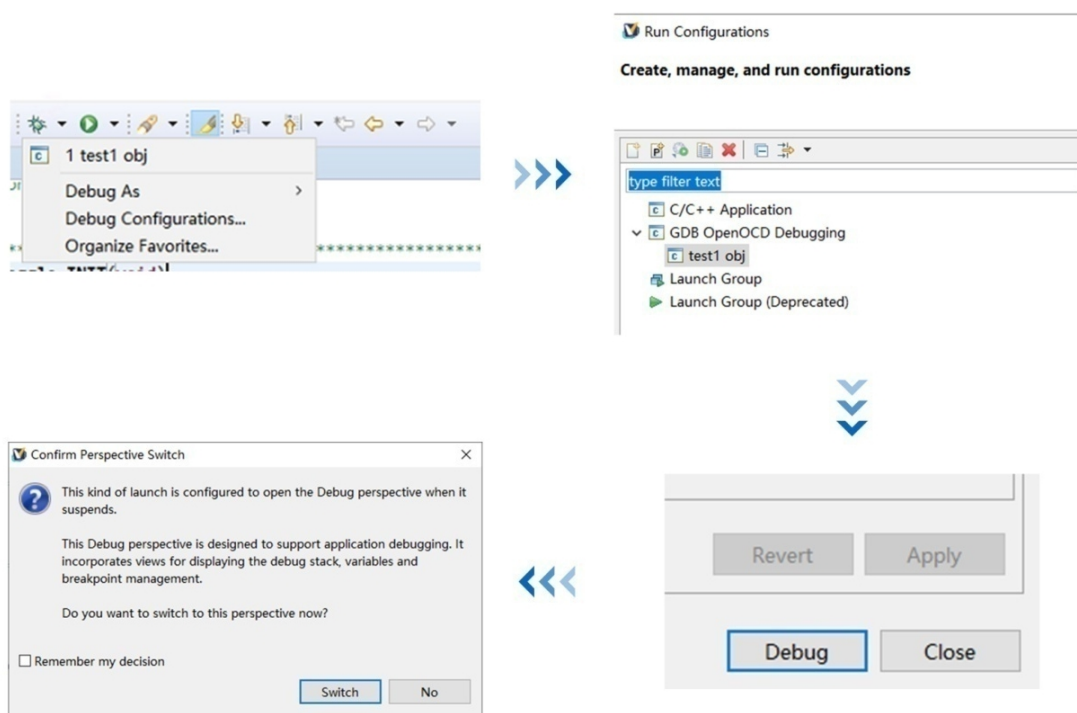 1 test1 obj
Debug As
Debug Configurations...
Organize Favorites...
Run Configurations
Create, manage, and run configurations
type filter text
C/C++ Application
GDB OpenOCD Debugging
test1 obj
Launch Group
Launch Group (Deprecated)
Revert Apply
Debug Close
Confirm Perspective Switch
This kind of launch is configured to open the Debug perspective when it
suspends.
This Debug perspective is designed to support application debugging. It
incorporates views for displaying the debug stack, variables and
breakpoint management.
Do you want to switch to this perspective now?
Remember my decision
Switch No